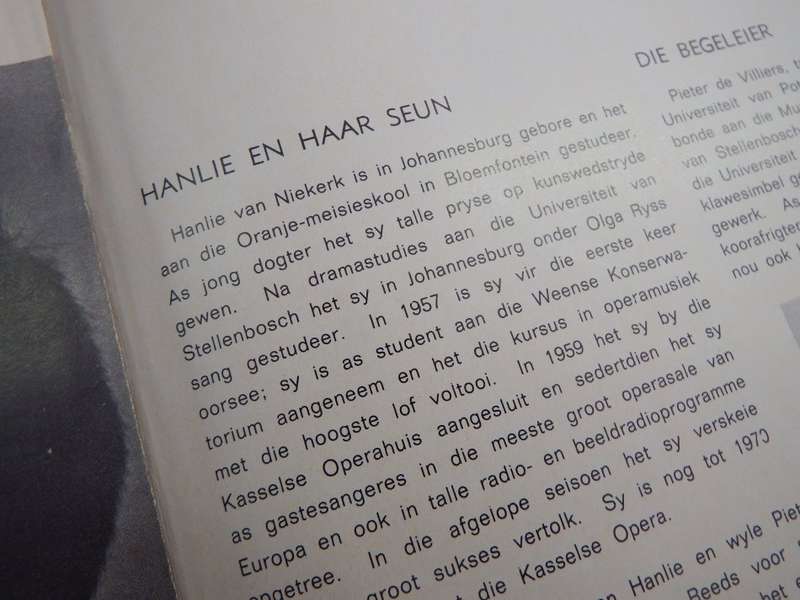 HANLIE EN HAAR SEUN
Hanlie van Niekerk is in Johannesburg gebore en het
aan die Oranje-meisieskool in Bloemfontein gestudeer.
As jong dogter het sy talle pryse op kunswedstryde
gewen. Na dramastudies aan die Universiteit van
Stellenbosch het sy in Johannesburg onder Olga Ryss
sang gestudeer. In 1957 is sy vir die eerste keer
oorsee; sy is as student aan die Weense Konserwa-
torium aangeneem en het die kursus in operamusiek
met die hoogste lof voltooi. In 1959 het sy by die
Kasselse Operahuis aangesluit en sedertdien het sy
as gastesangeres in die meeste groot operasale van
Europa en ook in talle radio- en beeldradioprogramme
In die afgelope seisoen het sy verskeie
groot sukses vertolk. Sy is nog tot 1970
die Kasselse Opera.
Hanlie en wyle
Beeds voor
het
DIE BEGELEIER
Pieter de Villiers,
Universiteit van
bonde aan die
van Stellenbosch
die Universiteit
klawesimbel
gewerk. As
koorafrigter
nou ook